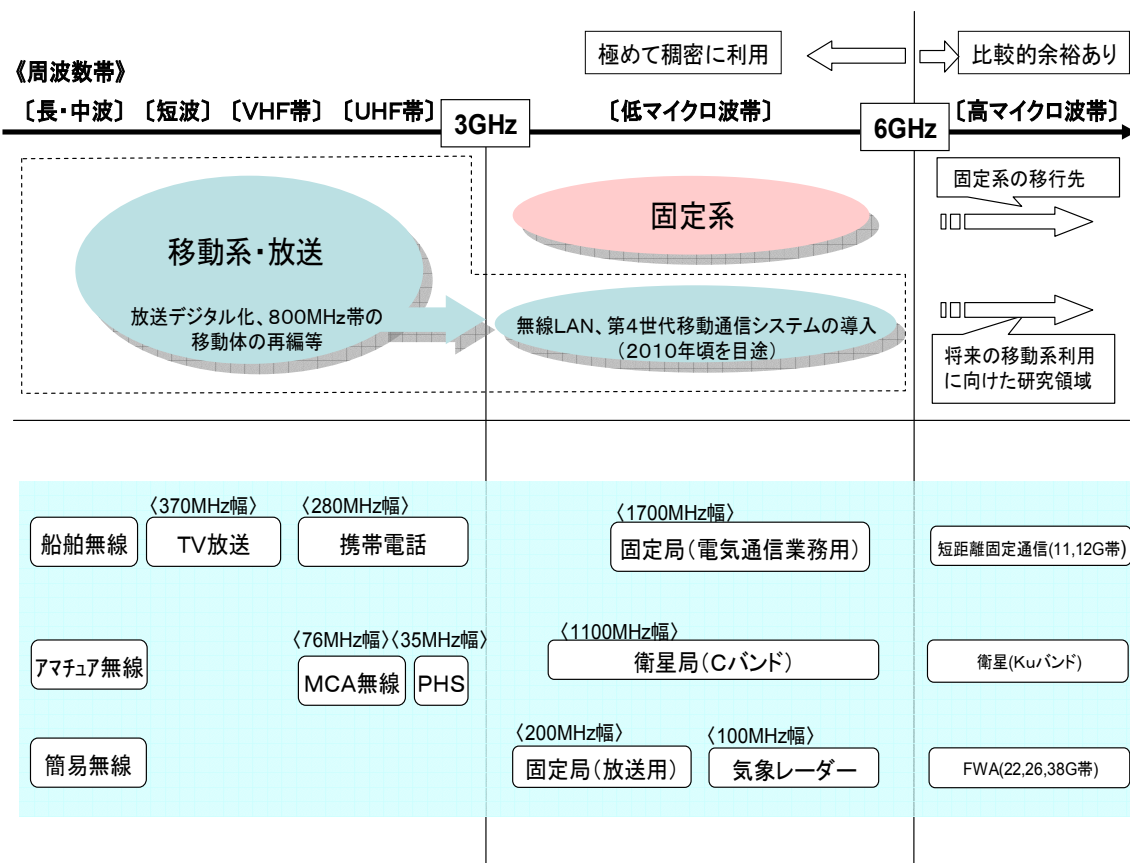 極めて稠密に利用
比較的余裕あり
《周波数帯》
〔長・中波〕 〔短波〕 〔VHF帯〕 〔UHF帯〕 3GHz 〔低マイクロ波帯〕 6GHz 〔高マイクロ波帯〕
移動系・放送
放送デジタル化、800MHz帯の
移動体の再編等
固定系
無線LAN、第4世代移動通信システムの導入
(2010年頃を目途)
固定系の移行先
将来の移動系利用
に向けた研究領域
〈370MHz幅〉 〈280MHz幅〉 〈1700MHz幅〉
船舶無線 TV放送 携帯電話 固定局(電気通信業務用) 短距離固定通信(11,12G帯)
〈76MHz幅〉〈35MHz幅〉 〈1100MHz幅〉
アマチュア無線 MCA無線 PHS 衛星局(Cバンド) 衛星(Kuバンド)
〈200MHz幅〉 〈100MHz幅〉
簡易無線 固定局(放送用) 気象レーダー FWA(22,26,38G帯)